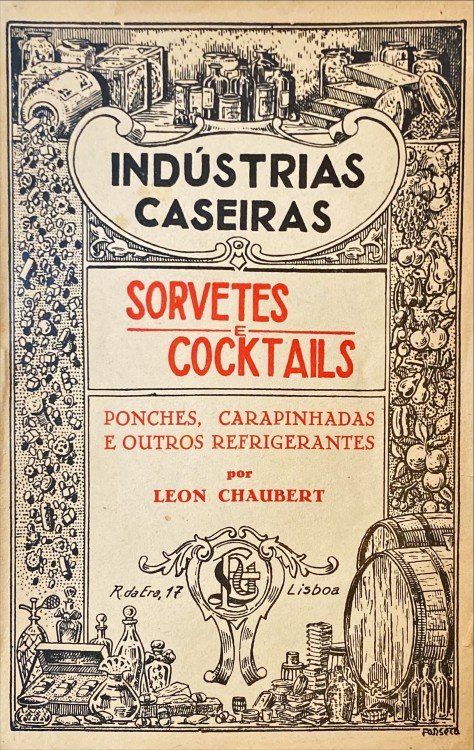 INDÚSTRIAS
CASEIRAS
SORVETES
E
COCKTAILS
PONCHES, CARAPINHADAS
E OUTROS REFRIGERANTES
por
LEON CHAUBERT
R. da Era, 17 Lisboa
Fonseca